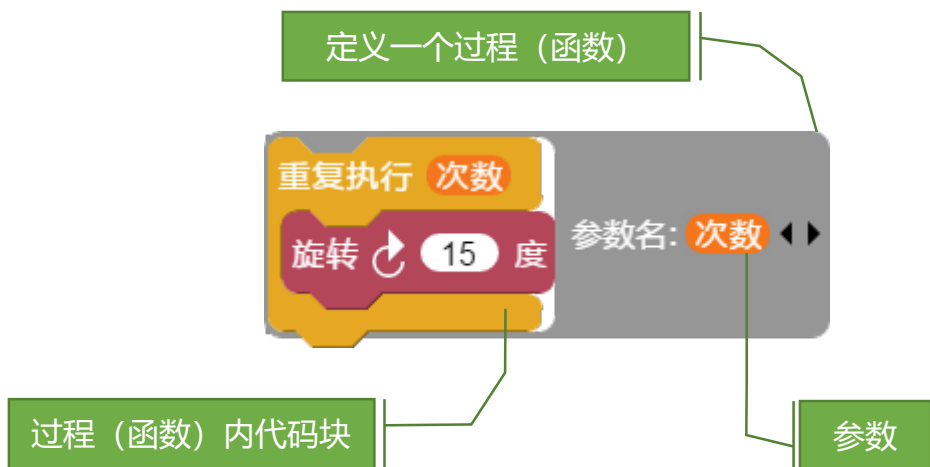 定义一个过程（函数）
重复执行 次数
旋转 15 度
参数名: 次数
过程（函数）内代码块
参数